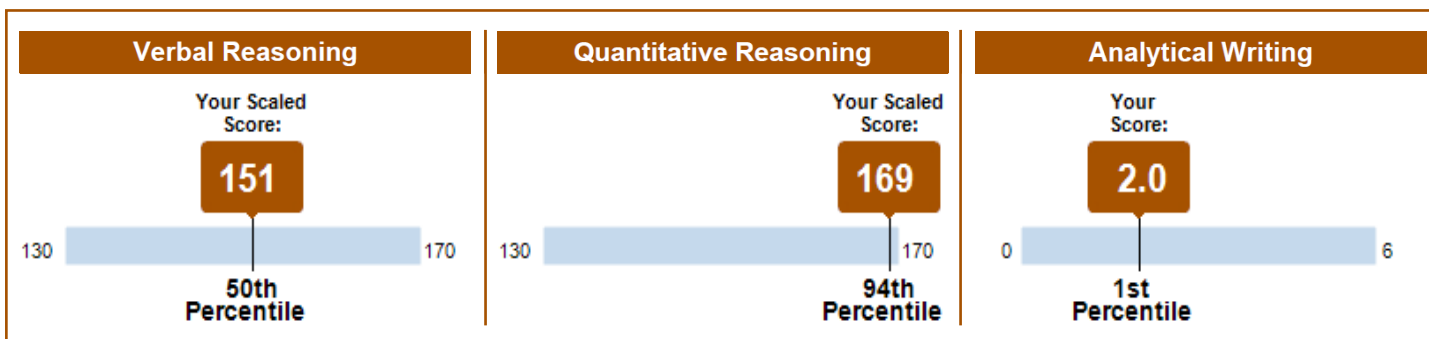 Verbal Reasoning
Your Scaled
Score:
151
130
170
50th
Percentile
Quantitative Reasoning
Your Scaled
Score:
169
130
170
94th
Percentile
Analytical Writing
Your
Score:
2.0
0
6
1st
Percentile